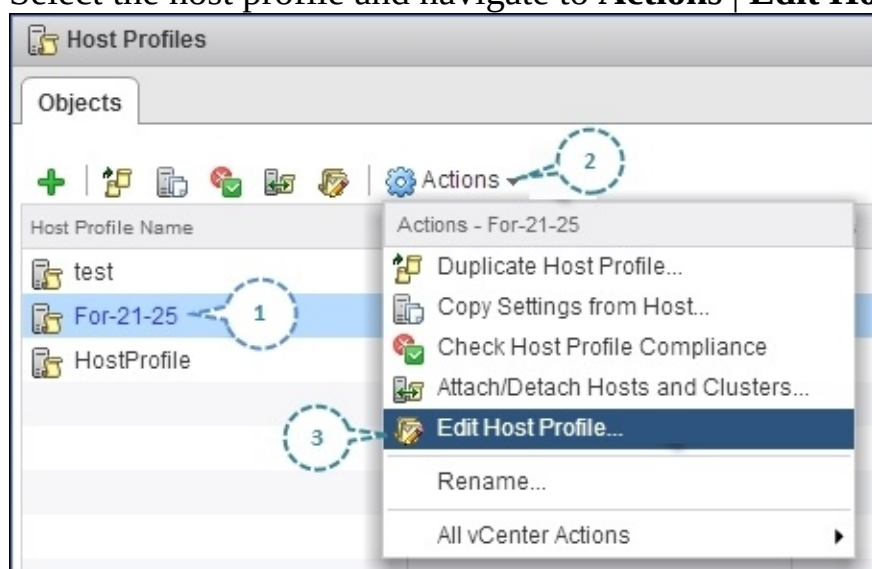 Select the host profile and navigate to Actions | Edit Ho
Host Profiles
Objects
Actions
2
Host Profile Name
Actions - For-21-25
test
Duplicate Host Profile...
For-21-25
1
Copy Settings from Host...
HostProfile
Check Host Profile Compliance
Attach/Detach Hosts and Clusters...
3
Edit Host Profile...
Rename...
All vCenter Actions